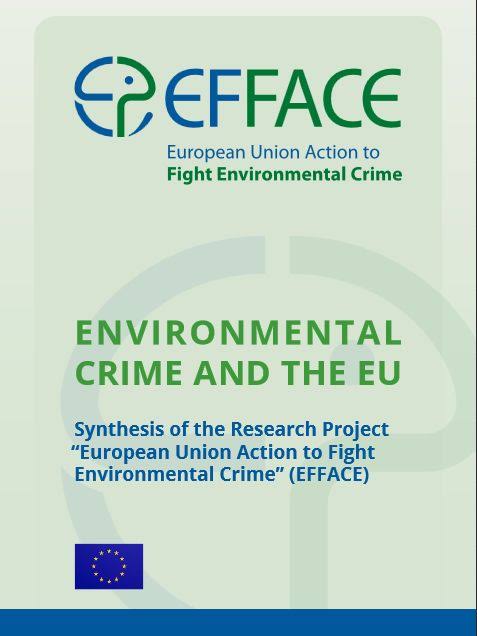 EFFACE
European Union Action to
Fight Environmental Crime
ENVIRONMENTAL
CRIME AND THE EU
Synthesis of the Research Project
“European Union Action to Fight
Environmental Crime” (EFFACE)